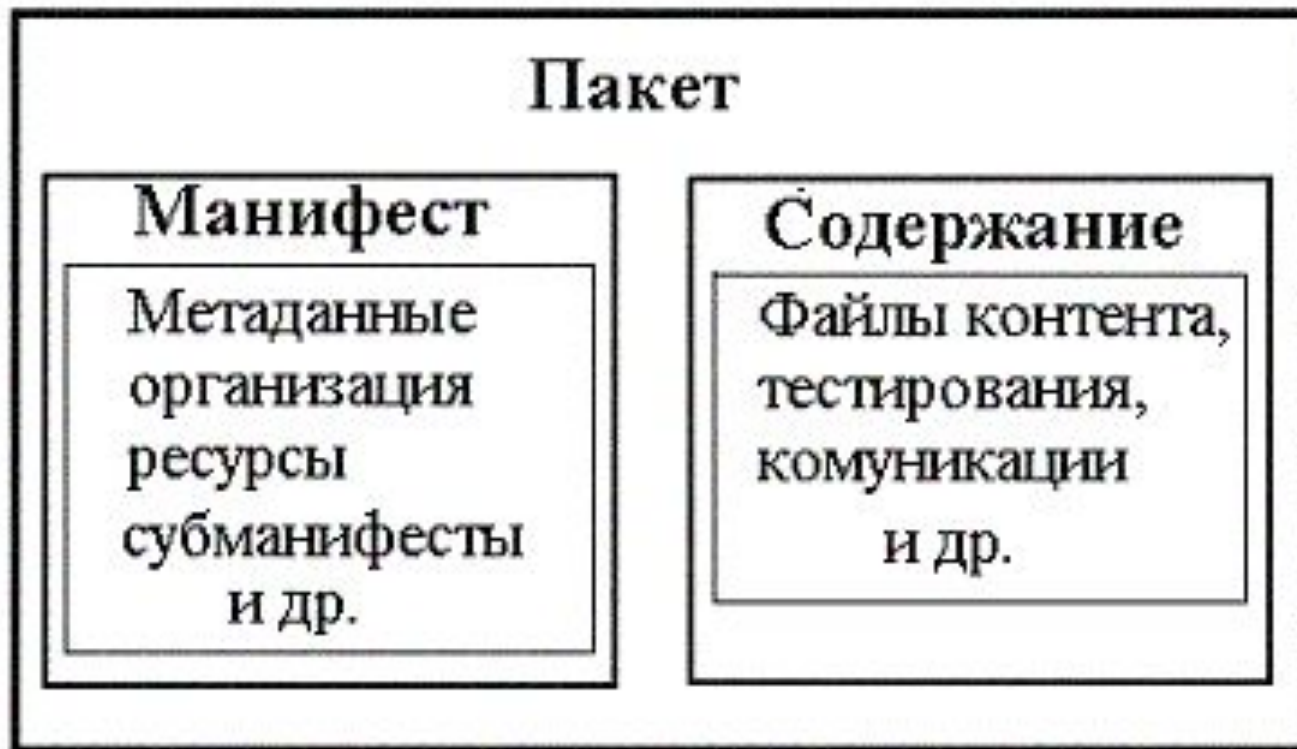 Пакет
Манифест
Метаданные
организация
ресурсы
субманифесты
и др.
Содержание
Файлы контента,
тестирования,
комуникации
и др.